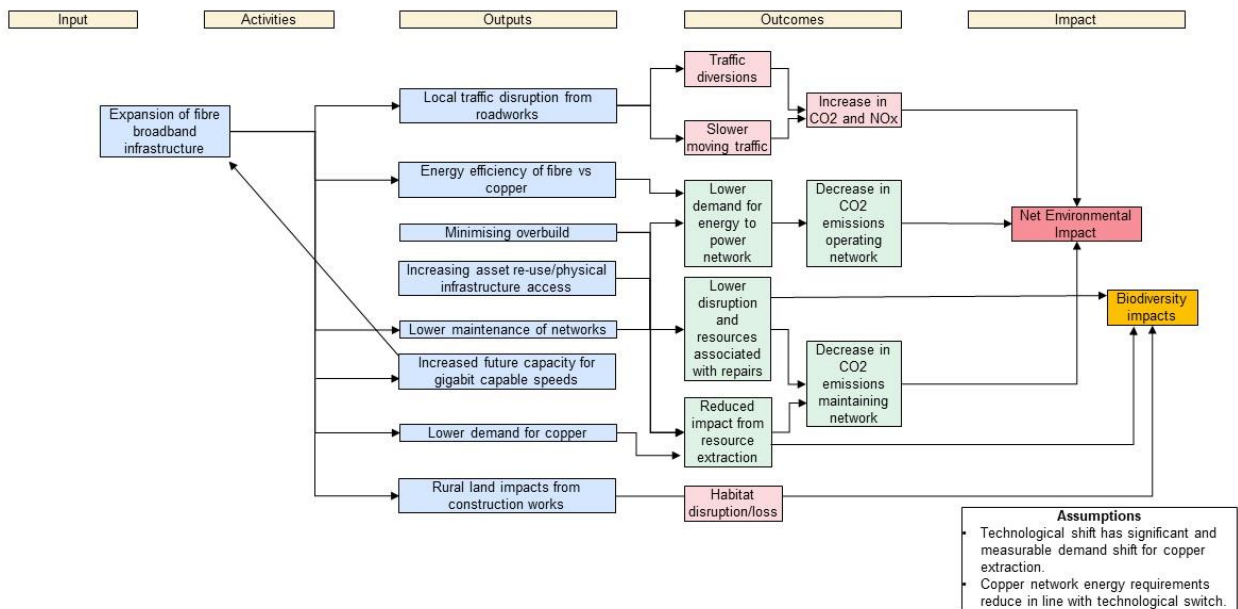 Input
Activities
Outputs
Outcomes
Impact
Expansion of fibre
broadband
infrastructure
Local traffic disruption from
roadworks
Energy efficiency of fibre vs
copper
Minimising overbuild
Increasing asset re-use/physical
infrastructure access
Lower maintenance of networks
Increased future capacity for
gigabit capable speeds
Lower demand for copper
Rural land impacts from
construction works
Traffic
diversions
Slower
moving traffic
Increase in
CO2 and NOx
Lower
demand for
energy to
power
network
Decrease in
CO2
emissions
operating
network
Lower
disruption
and
resources
associated
with repairs
Decrease in
CO2
emissions
maintaining
network
Reduced
impact from
resource
extraction
Habitat
disruption/loss
Net Environmental
Impact
Biodiversity
impacts
Assumptions
• Technological shift has significant and
measurable demand shift for copper
extraction.
• Copper network energy requirements
reduce in line with technological switch.